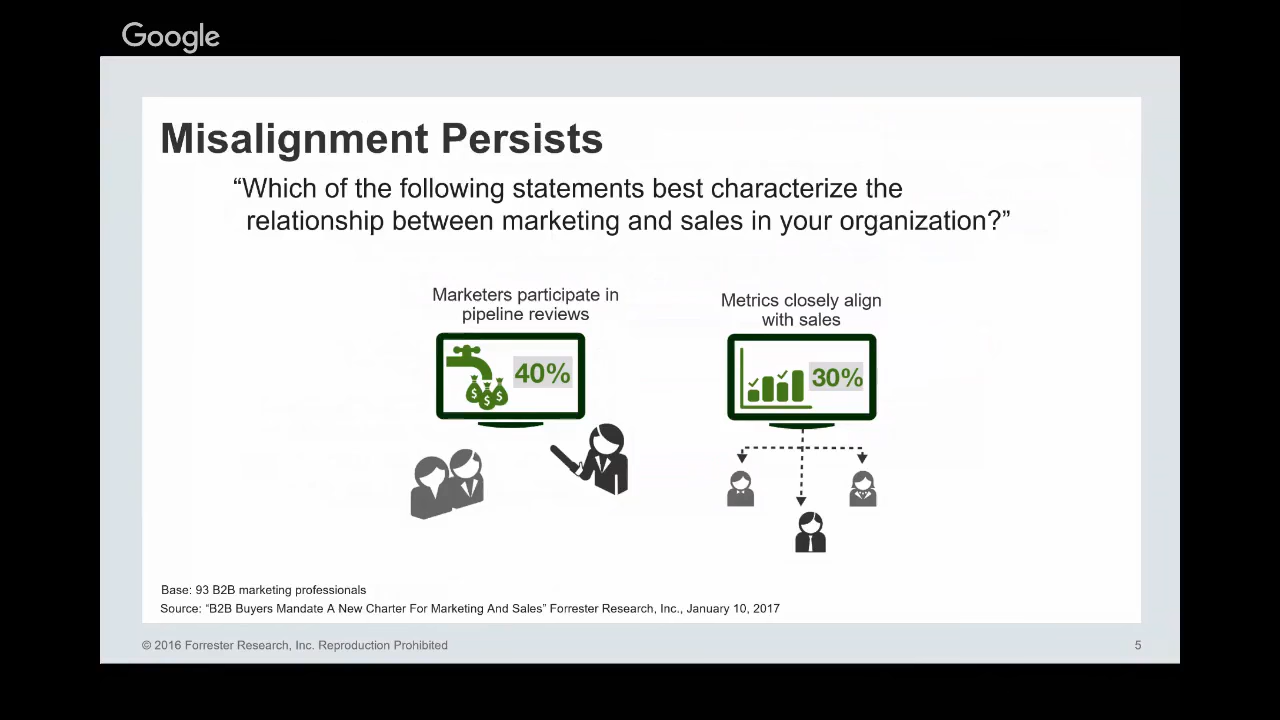 Google
Misalignment Persists
“Which of the following statements best characterize the
relationship between marketing and sales in your organization?”
Marketers participate in
pipeline reviews
40%
$ $ $
Metrics closely align
with sales
30%
Base: 93 B2B marketing professionals
Source: “B2B Buyers Mandate A New Charter For Marketing And Sales” Forrester Research, Inc., January 10, 2017
© 2016 Forrester Research, Inc. Reproduction Prohibited
5